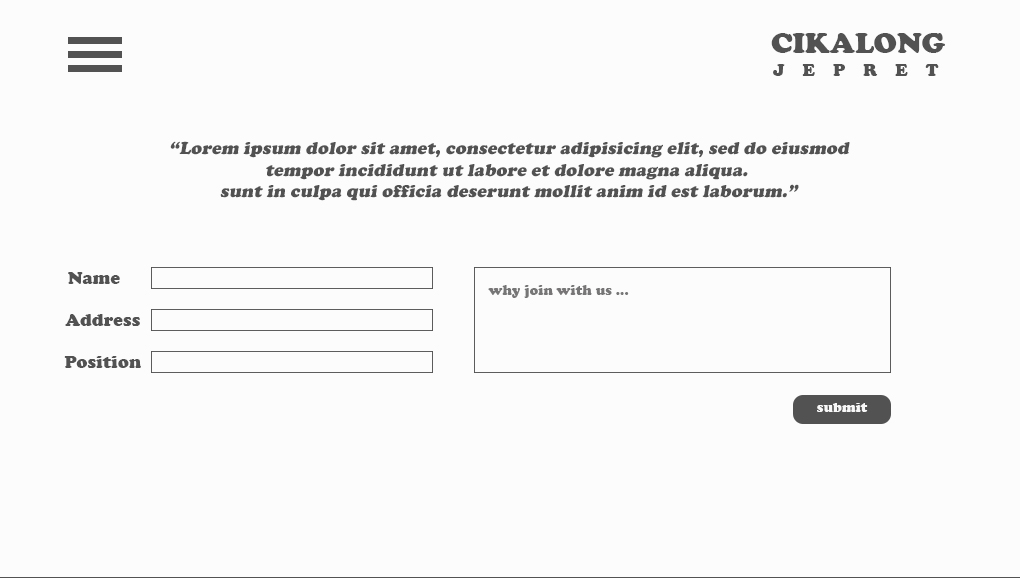 CIKALONG
JEPRET
“Lorem ipsum dolor sit amet, consectetur adipisicing elit, sed do eiusmod
tempor incididunt ut labore et dolore magna aliqua.
sunt in culpa qui officia deserunt mollit anim id est laborum.”
Name
why join with us ...
Address
Position
submit